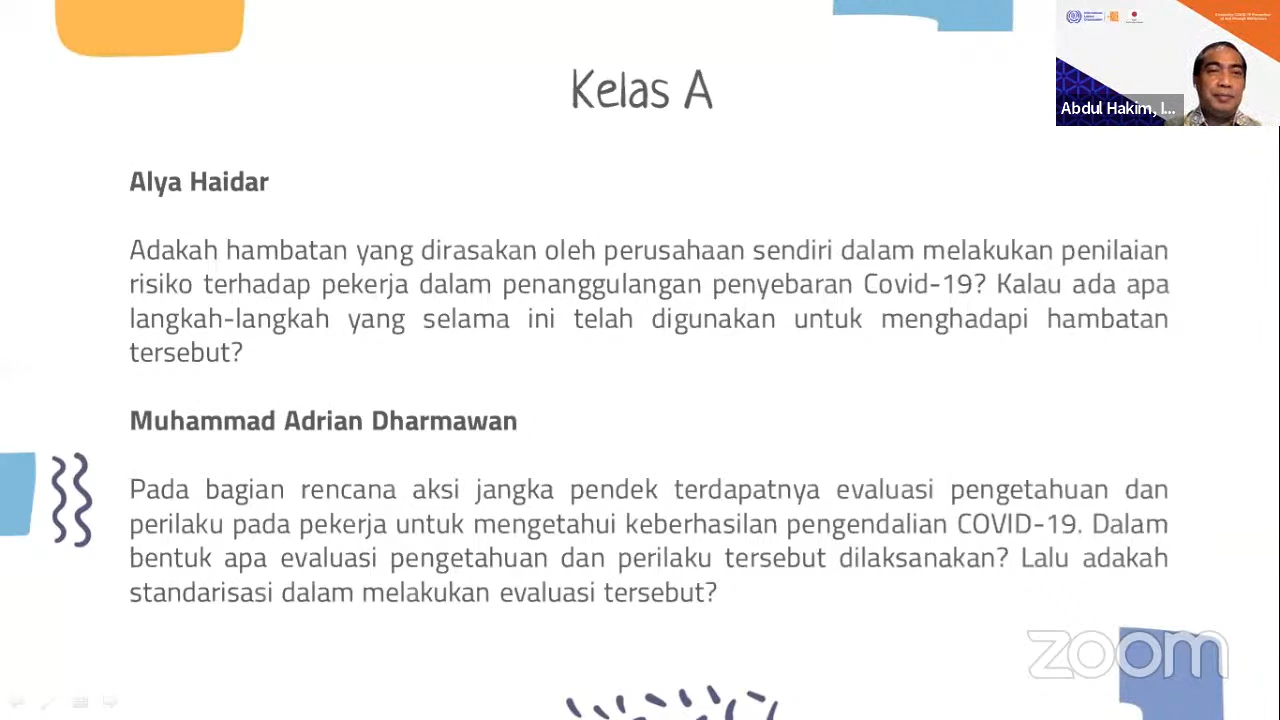 Kelas A
Abdul Hakim, I...
Alya Haidar
Adakah hambatan yang dirasakan oleh perusahaan sendiri dalam melakukan penilaian
risiko terhadap pekerja dalam penanggulangan penyebaran Covid-19? Kalau ada apa
langkah-langkah yang selama ini telah digunakan untuk menghadapi hambatan
tersebut?
Muhammad Adrian Dharmawan
Pada bagian rencana aksi jangka pendek terdapatnya evaluasi pengetahuan dan
perilaku pada pekerja untuk mengetahui keberhasilan pengendalian COVID-19. Dalam
bentuk apa evaluasi pengetahuan dan perilaku tersebut dilaksanakan? Lalu adakah
standarisasi dalam melakukan evaluasi tersebut?
zoom